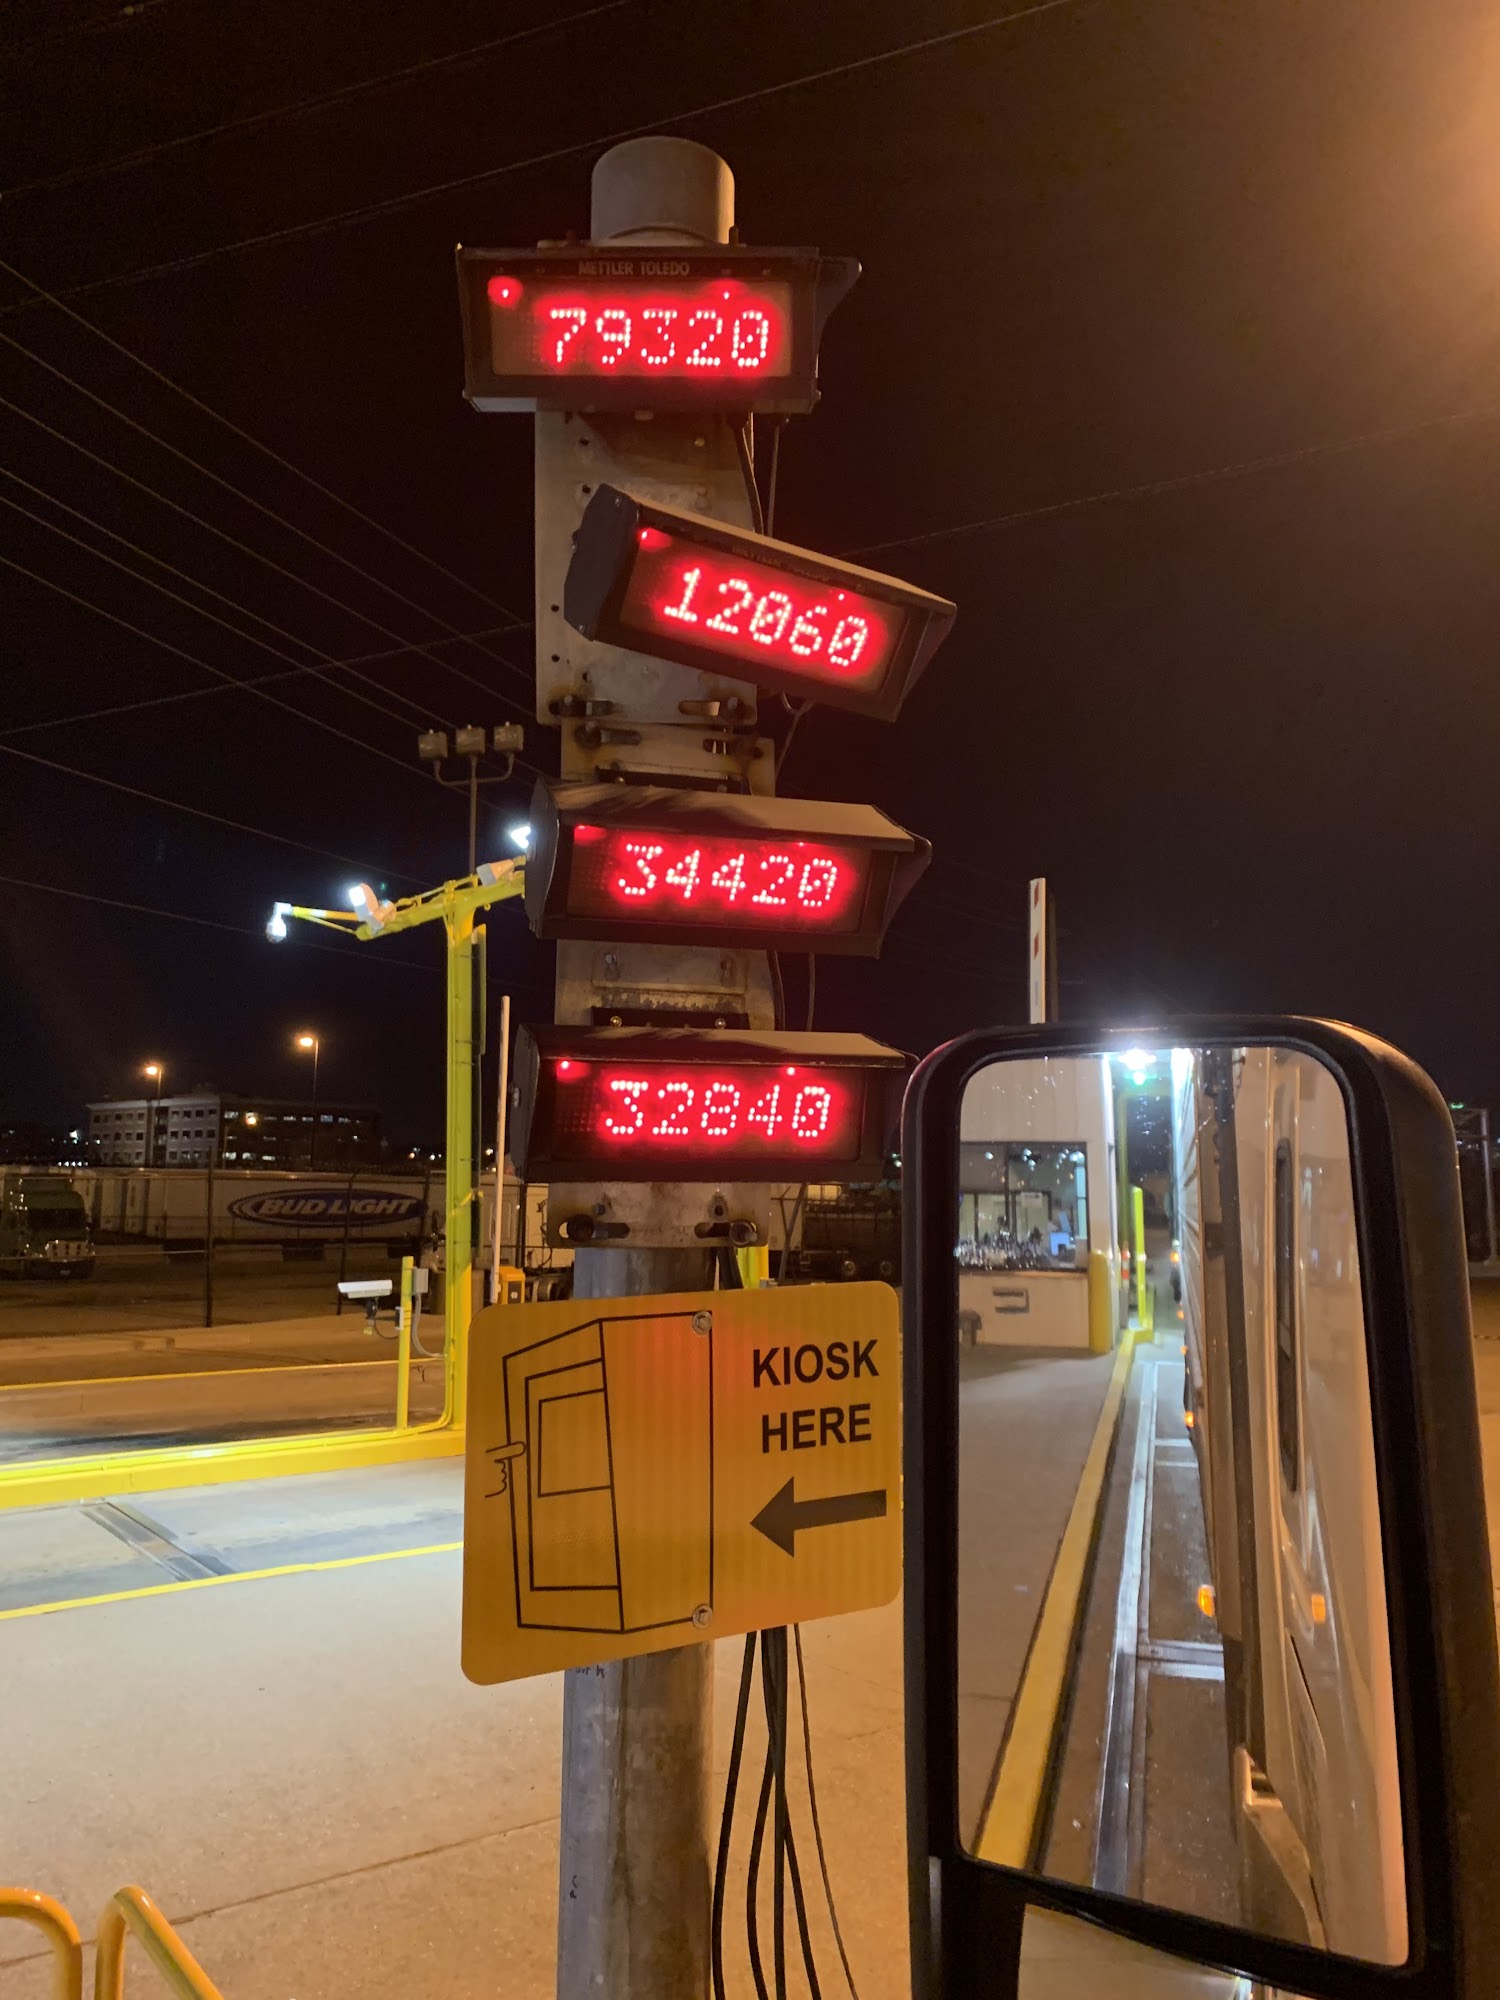 METTLER TOLEDO
79320
12060
34420
32840
BUD LIGHT
KIOSK
HERE